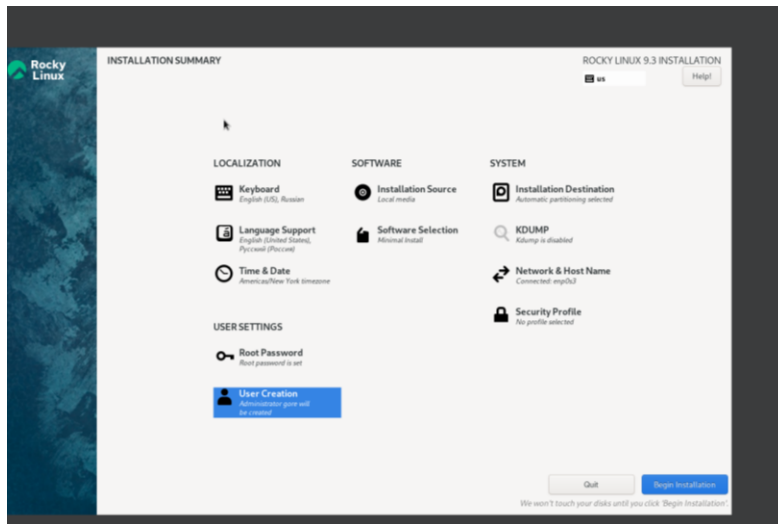 Rocky
Linux
INSTALLATION SUMMARY
ROCKY LINUX 9.3 INSTALLATION
us
Help!
LOCALIZATION
Keyboard
English (US), Russian
Language Support
English (United States),
Русский (Россия)
Time & Date
Americas/New York timezone
SOFTWARE
Installation Source
Local media
Software Selection
Minimal Install
SYSTEM
Installation Destination
Automatic partitioning selected
KDUMP
Kdump is disabled
Network & Host Name
Connected: enp0s3
Security Profile
No profile selected
USER SETTINGS
Root Password
Root password is set
User Creation
Administrator gore will
be created
Quit
Begin Installation
We won't touch your disks until you click 'Begin Installation'.